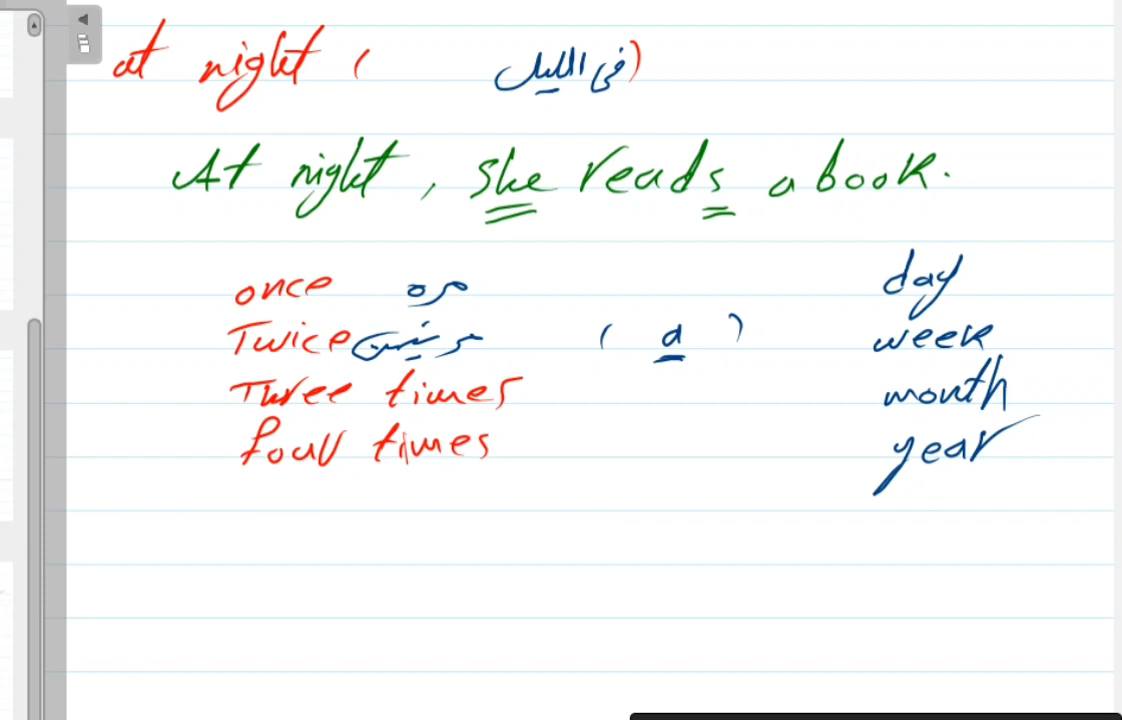 at night ( في الليل )
At night, she reads a book.
once مره day
Twice مرتين ( a ) week
Three times month
four times year